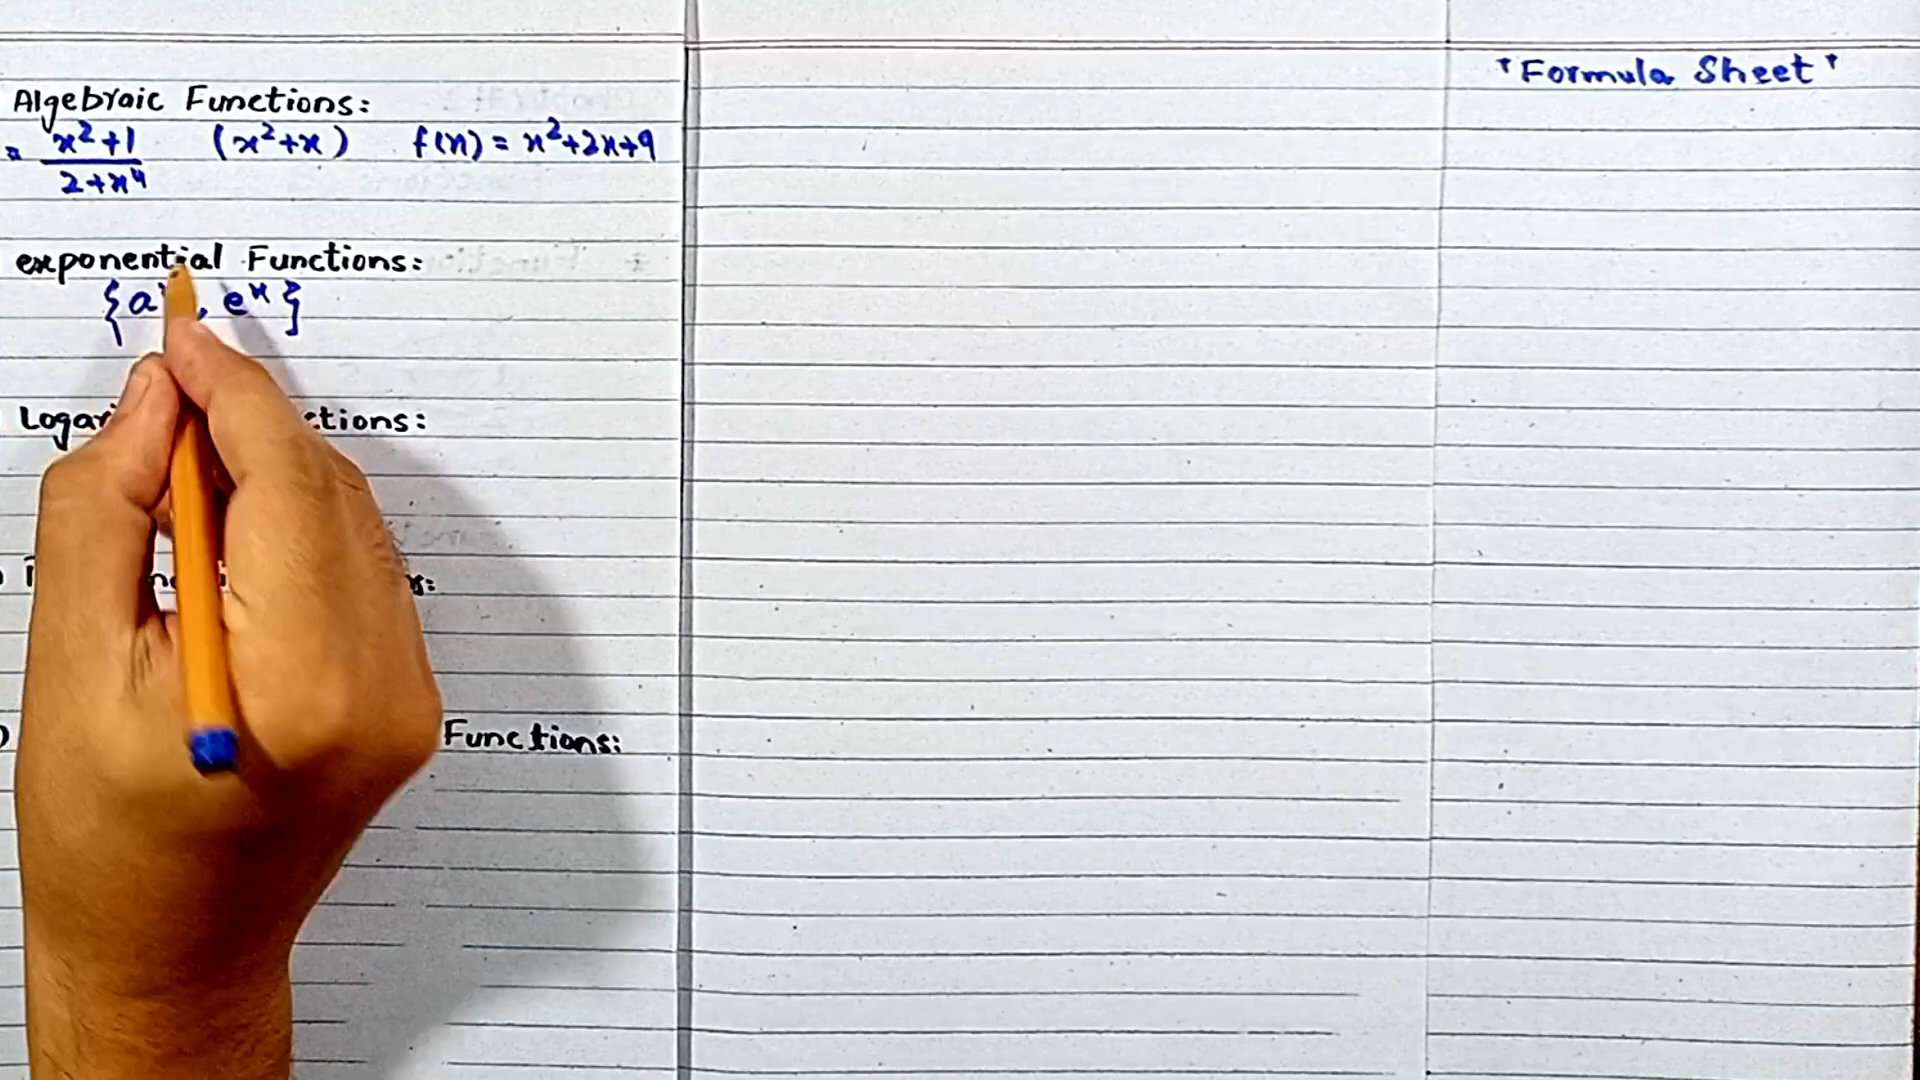 Algebraic Functions:
= x²+1 / 2+x⁴   (x²+x)   f(x) = x²+2x+9
exponential Functions:
{a , eˣ}
ctions:
Functions:
'Formula Sheet'